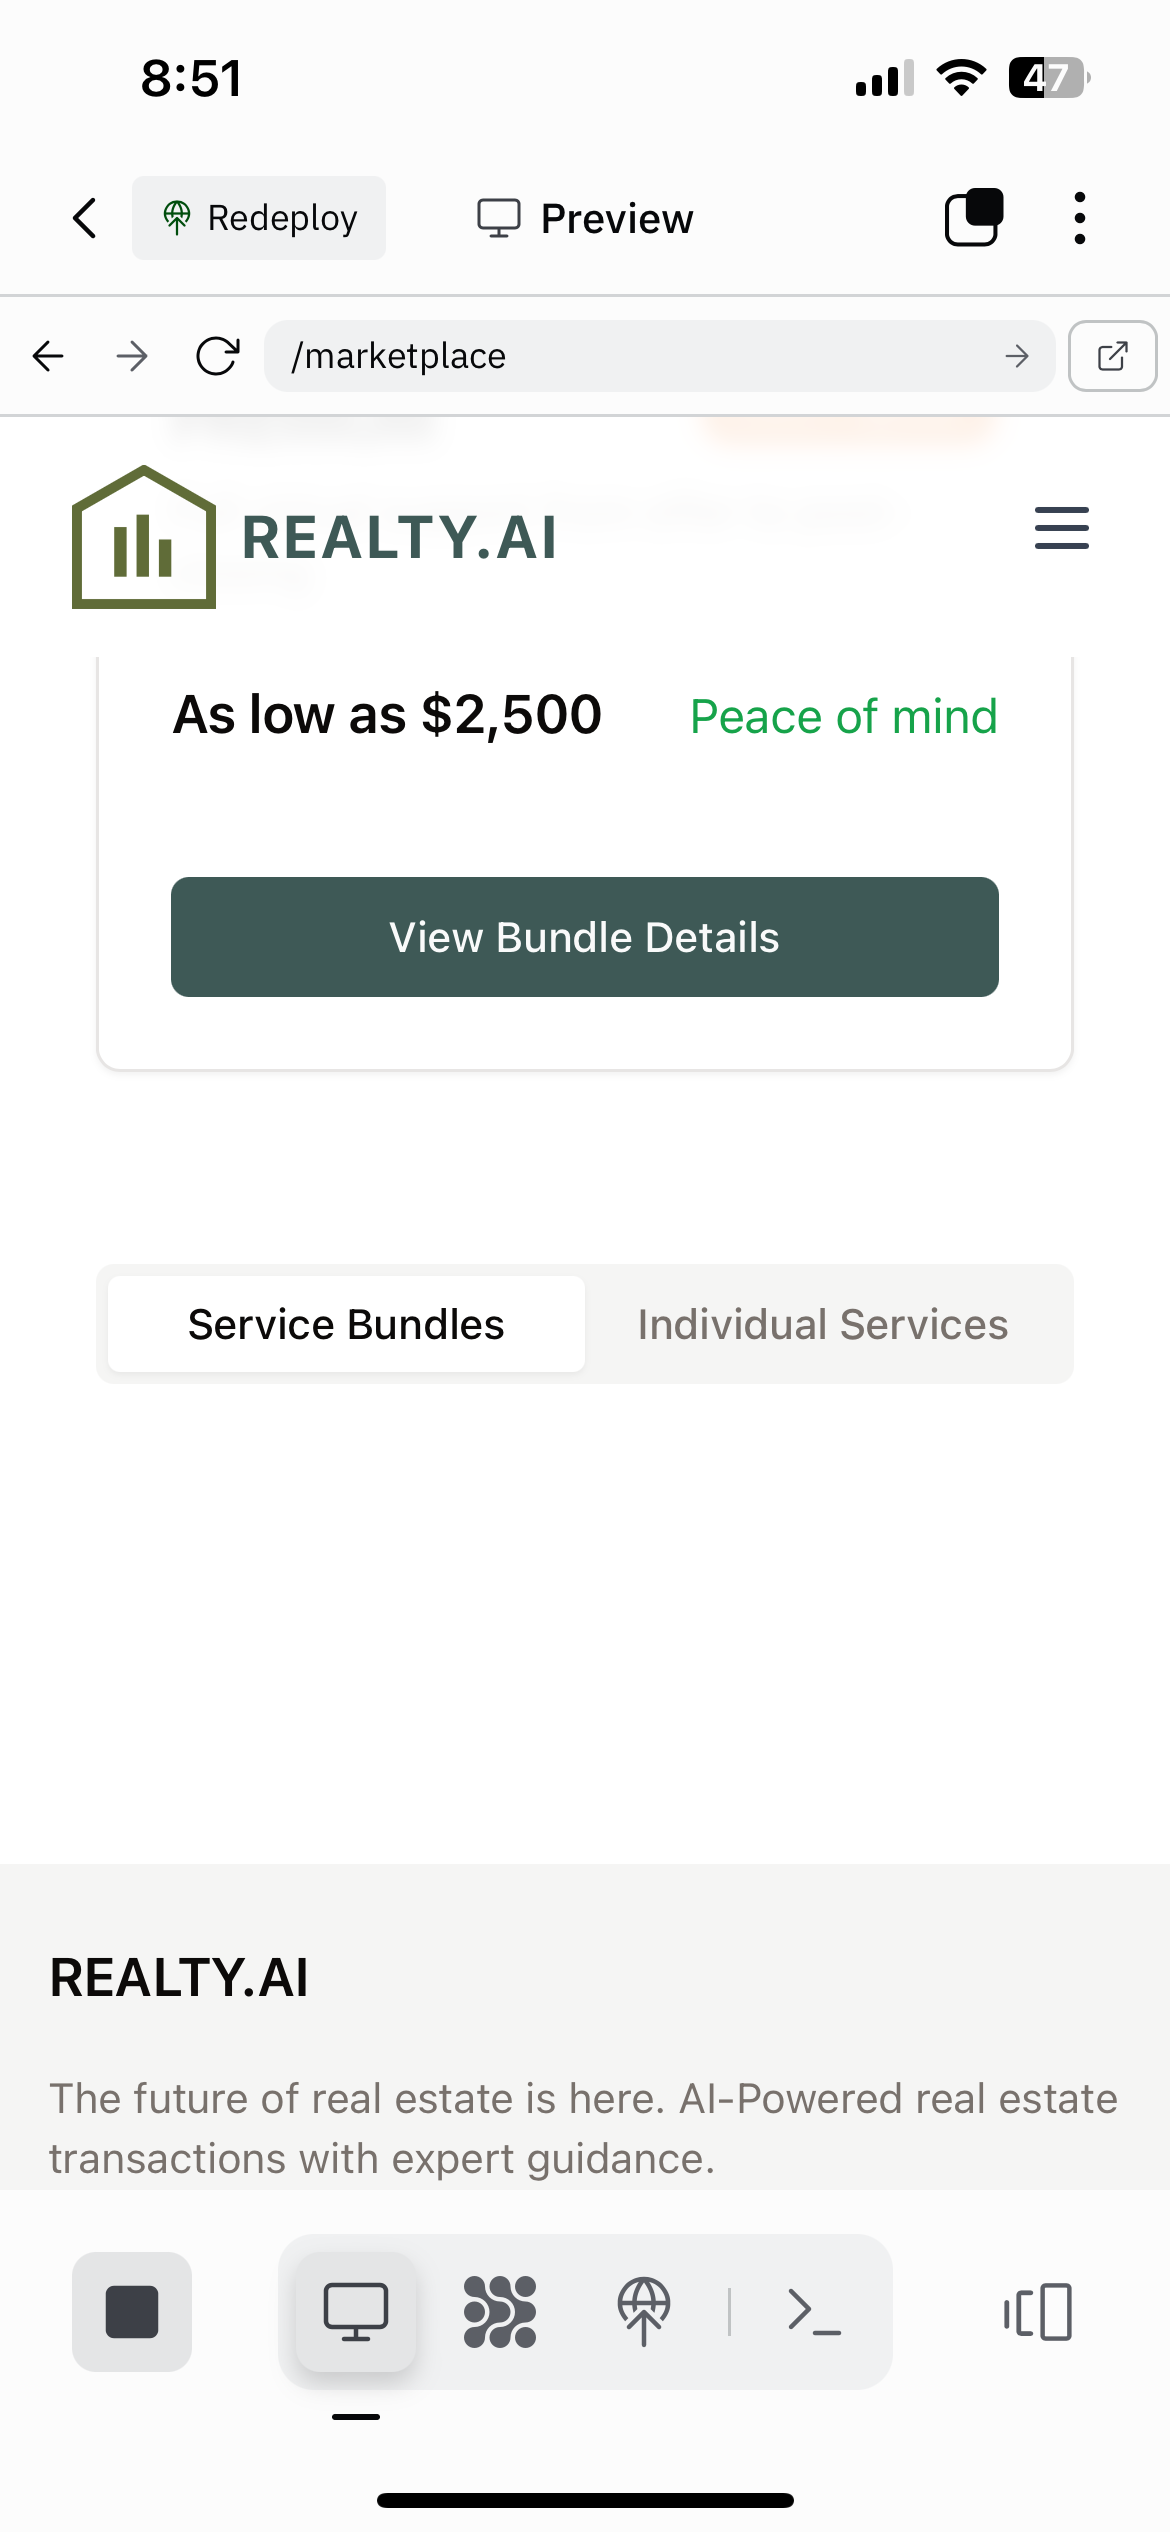 8:51
47
Redeploy
Preview
/marketplace
REALTY.AI
As low as $2,500
Peace of mind
View Bundle Details
Service Bundles
Individual Services
REALTY.AI
The future of real estate is here. AI-Powered real estate
transactions with expert guidance.